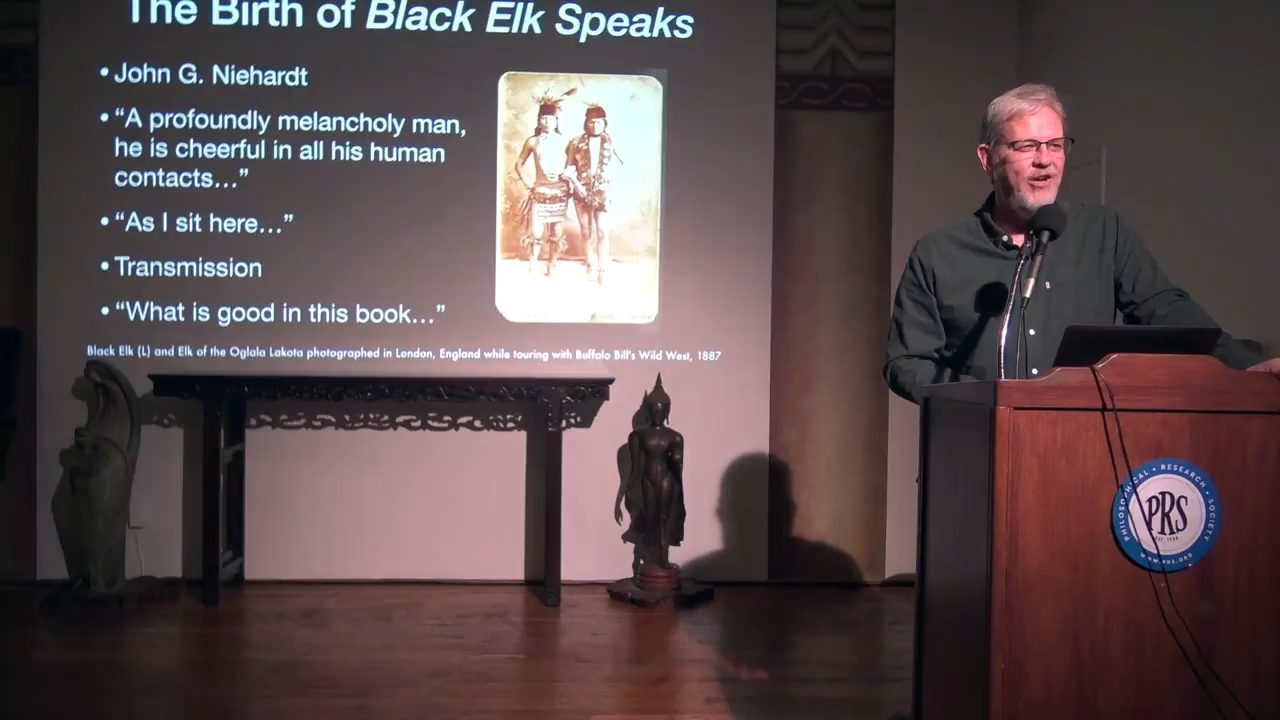 The Birth of Black Elk Speaks
• John G. Niehardt
• “A profoundly melancholy man,
he is cheerful in all his human
contacts…”
• “As I sit here…”
• Transmission
• “What is good in this book…”
Black Elk (L) and Elk of the Oglala Lakota photographed in London, England while touring with Buffalo Bill's Wild West, 1887
PHILOSOPHICAL • RESEARCH • SOCIETY
PRS
WWW.PRS.ORG